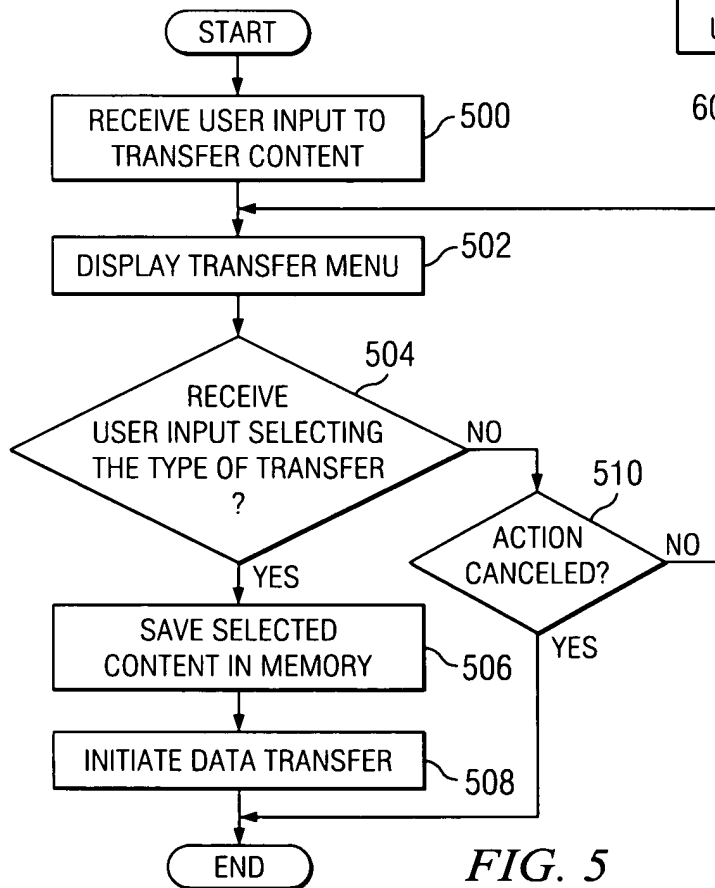 START
RECEIVE USER INPUT TO
TRANSFER CONTENT
500
DISPLAY TRANSFER MENU
502
RECEIVE
USER INPUT SELECTING
THE TYPE OF TRANSFER
?
504
NO
YES
ACTION
CANCELED?
510
NO
YES
SAVE SELECTED
CONTENT IN MEMORY
506
INITIATE DATA TRANSFER
508
END
FIG. 5